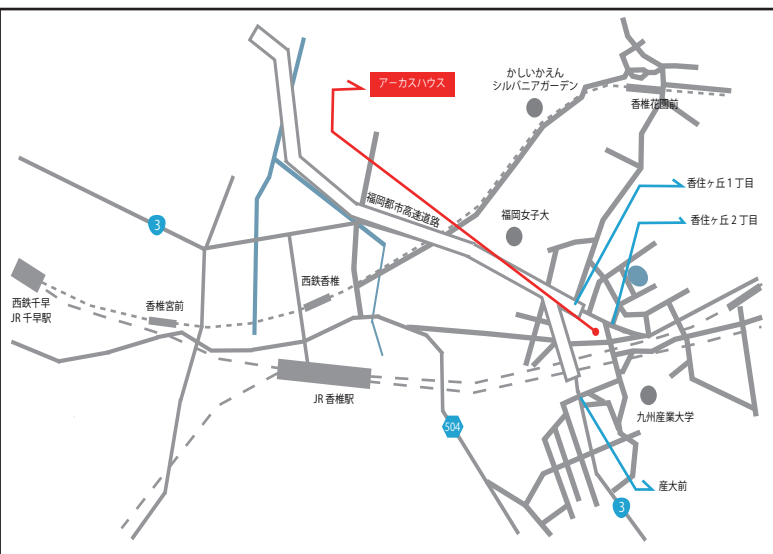 アーカスハウス
かしいかえん
シルバニアガーデン
香椎花園前
香住ヶ丘1丁目
福岡都市高速道路
福岡女子大
香住ヶ丘2丁目
3
西鉄千早
JR千早駅
香椎宮前
西鉄香椎
JR香椎駅
504
九州産業大学
産大前
3